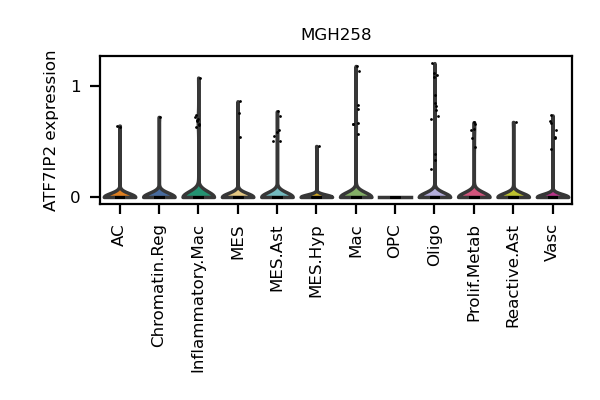 MGH258
ATF7IP2 expression
1
0
AC
Chromatin.Reg
Inflammatory.Mac
MES
MES.Ast
MES.Hyp
Mac
OPC
Oligo
Prolif.Metab
Reactive.Ast
Vasc